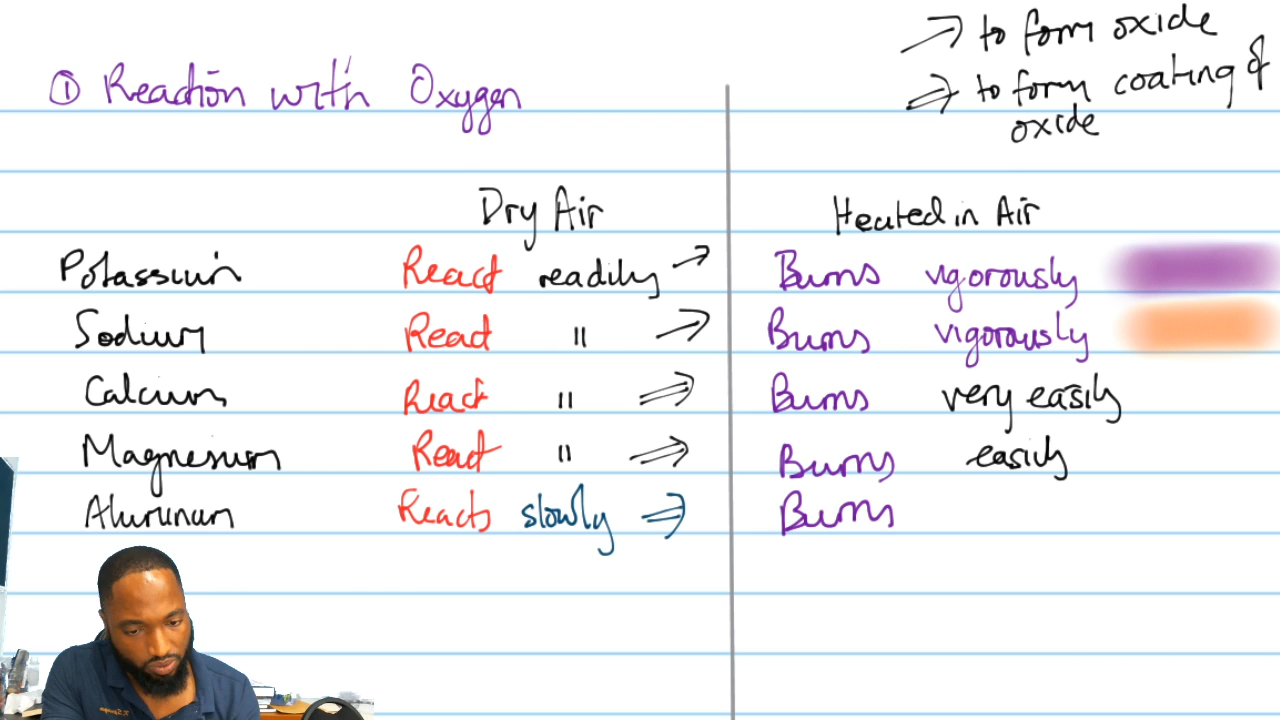 → to form oxide
① Reaction with Oxygen
⇒ to form coating of
oxide
Dry Air
Heated in Air
Potassium React readily → Burns vigorously
Sodium React " → Burns vigorously
Calcium React " ⇒ Burns very easily
Magnesium React " ⇒ Burns easily
Aluminum Reacts slowly ⇒ Burns